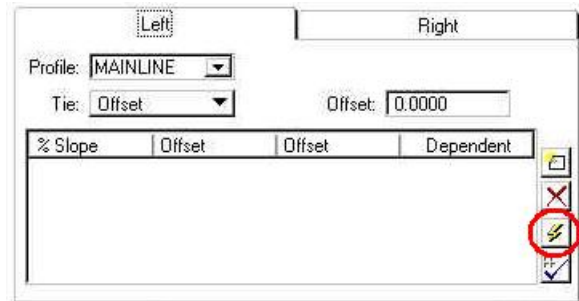 Left Right
Profile: MAINLINE
Tie: Offset Offset: 0.0000
% Slope Offset Offset Dependent